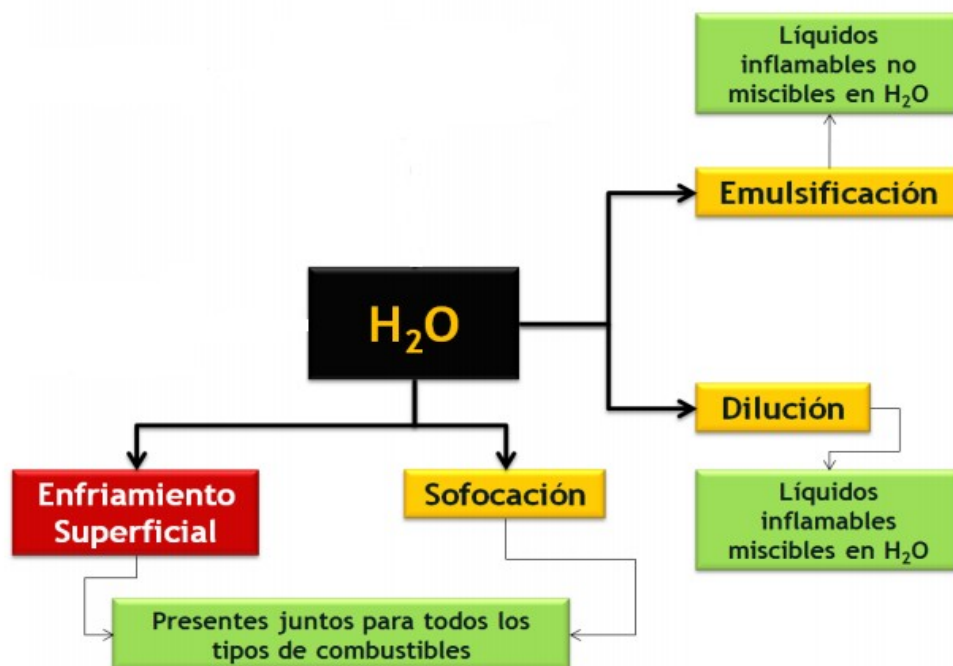 Líquidos
inflamables no
miscibles en H₂O
Emulsificación
H₂O
Dilución
Enfriamiento
Superficial
Sofocación
Líquidos
inflamables
miscibles en H₂O
Presentes juntos para todos los
tipos de combustibles